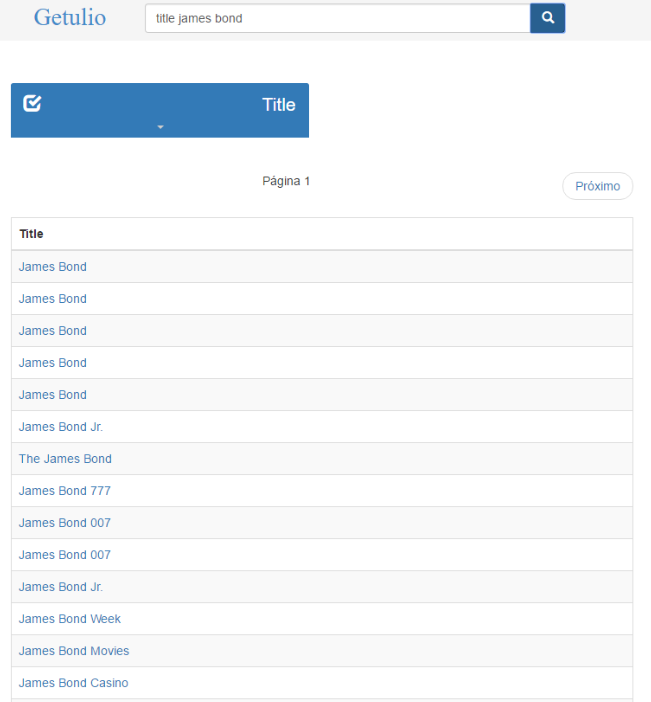 Getulio
title james bond
Title
Página 1
Próximo
Title
James Bond
James Bond
James Bond
James Bond
James Bond
James Bond Jr.
The James Bond
James Bond 777
James Bond 007
James Bond 007
James Bond Jr.
James Bond Week
James Bond Movies
James Bond Casino